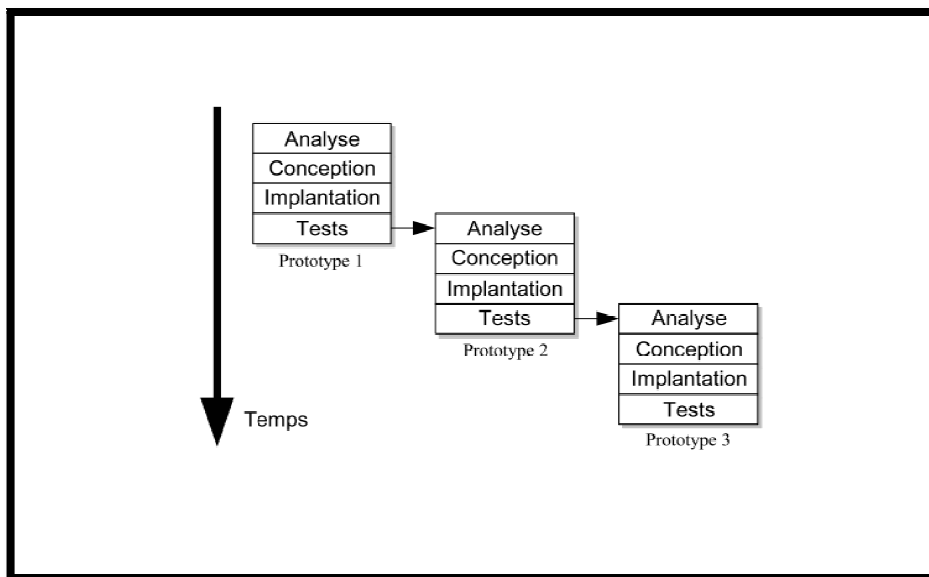 Analyse
Conception
Implantation
Tests
Prototype 1
Analyse
Conception
Implantation
Tests
Prototype 2
Analyse
Conception
Implantation
Tests
Prototype 3
Temps